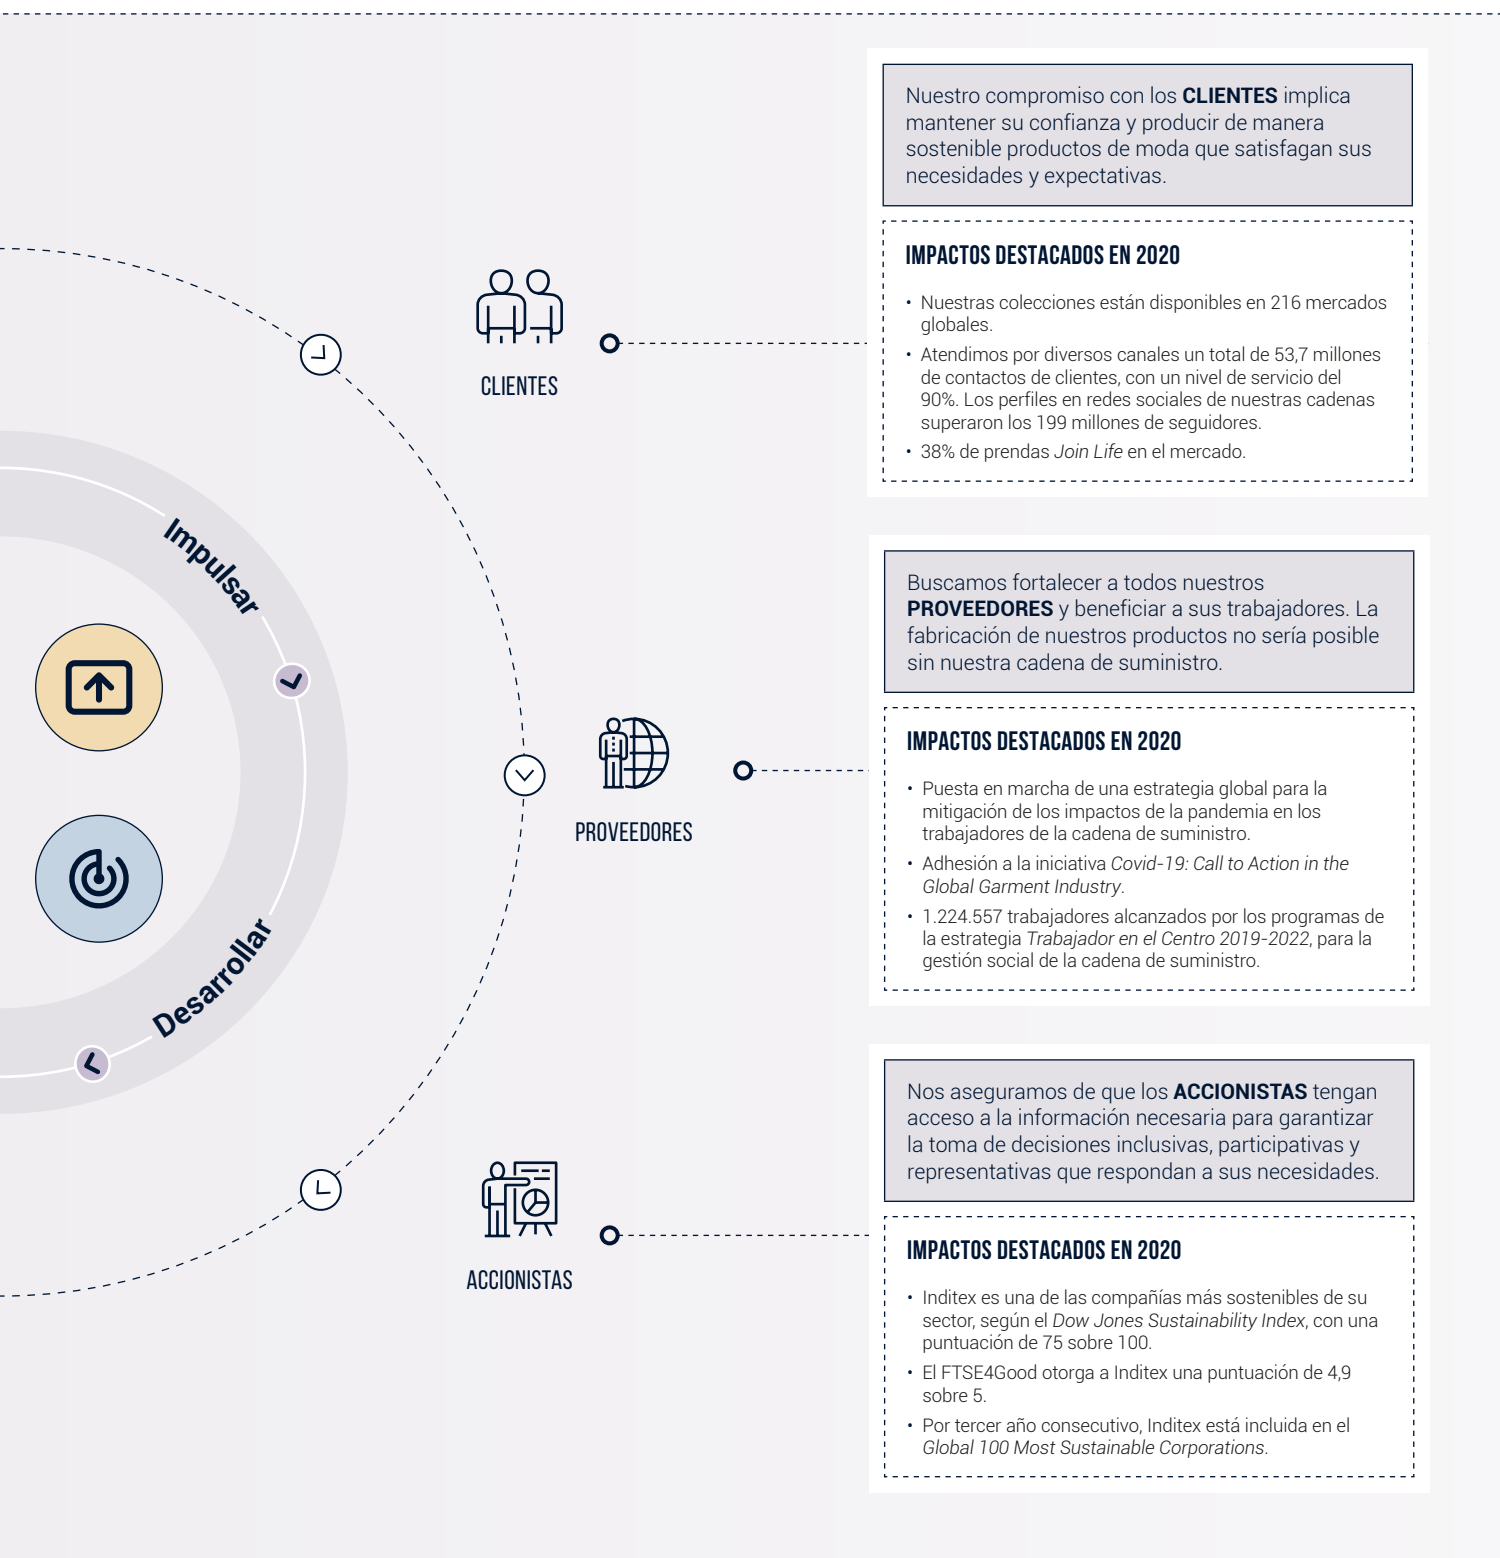 Nuestro compromiso con los CLIENTES implica
mantener su confianza y producir de manera
sostenible productos de moda que satisfagan sus
necesidades y expectativas.
IMPACTOS DESTACADOS EN 2020
• Nuestras colecciones están disponibles en 216 mercados
globales.
• Atendimos por diversos canales un total de 53,7 millones
de contactos de clientes, con un nivel de servicio del
90%. Los perfiles en redes sociales de nuestras cadenas
superaron los 199 millones de seguidores.
• 38% de prendas Join Life en el mercado.
CLIENTES
Impulsar
Buscamos fortalecer a todos nuestros
PROVEEDORES y beneficiar a sus trabajadores. La
fabricación de nuestros productos no sería posible
sin nuestra cadena de suministro.
IMPACTOS DESTACADOS EN 2020
• Puesta en marcha de una estrategia global para la
mitigación de los impactos de la pandemia en los
trabajadores de la cadena de suministro.
• Adhesión a la iniciativa Covid-19: Call to Action in the
Global Garment Industry.
• 1.224.557 trabajadores alcanzados por los programas de
la estrategia Trabajador en el Centro 2019-2022, para la
gestión social de la cadena de suministro.
PROVEEDORES
Desarrollar
Nos aseguramos de que los ACCIONISTAS tengan
acceso a la información necesaria para garantizar
la toma de decisiones inclusivas, participativas y
representativas que respondan a sus necesidades.
IMPACTOS DESTACADOS EN 2020
• Inditex es una de las compañías más sostenibles de su
sector, según el Dow Jones Sustainability Index, con una
puntuación de 75 sobre 100.
• El FTSE4Good otorga a Inditex una puntuación de 4,9
sobre 5.
• Por tercer año consecutivo, Inditex está incluida en el
Global 100 Most Sustainable Corporations.
ACCIONISTAS